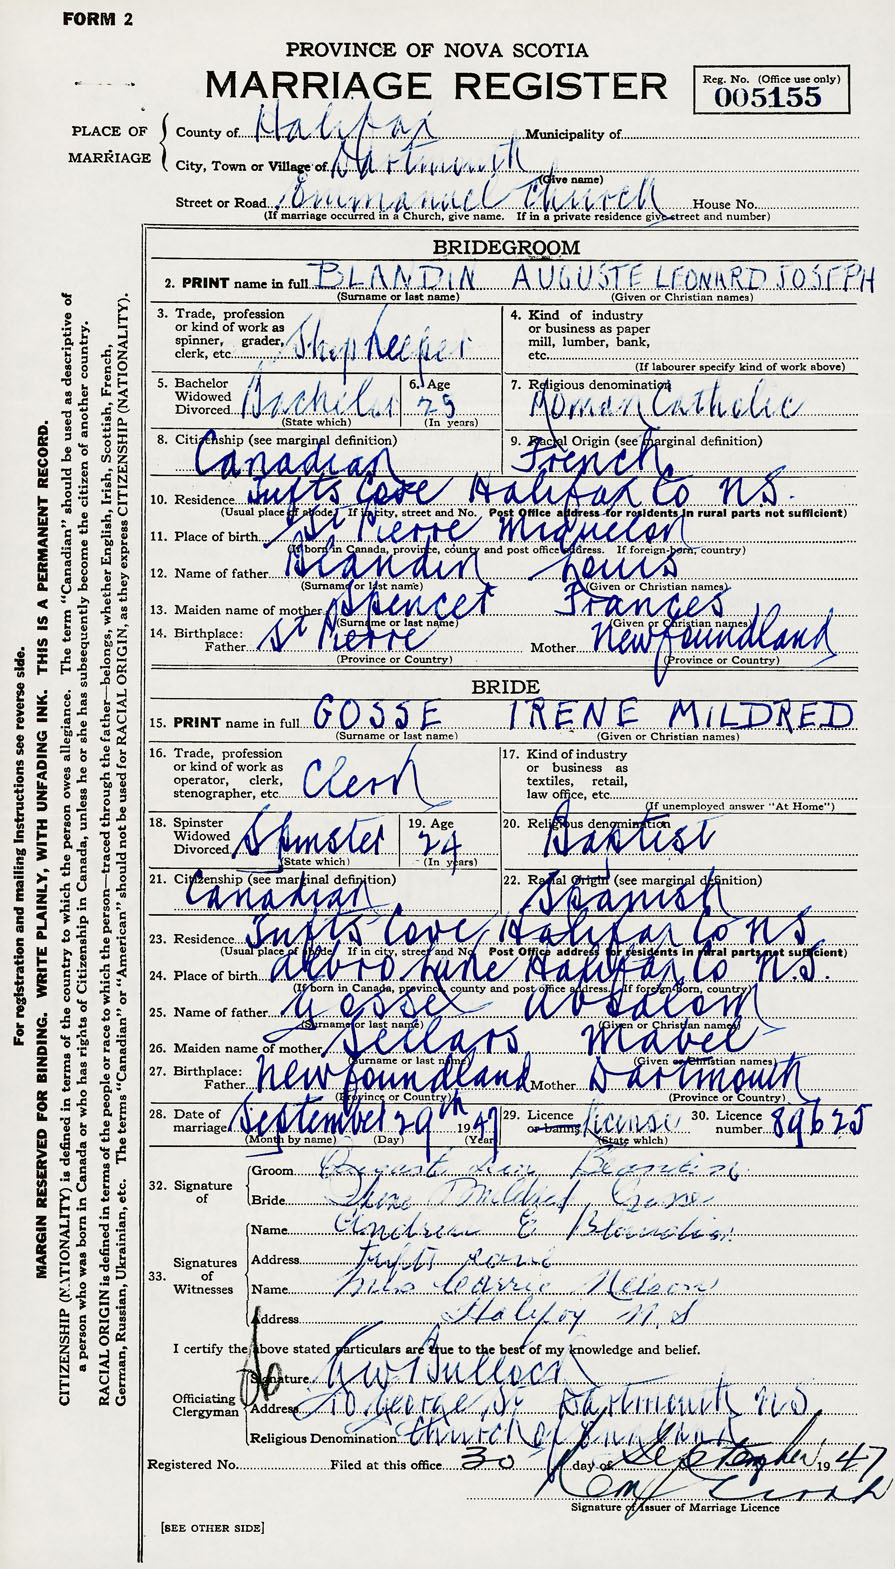 FORM 2
PROVINCE OF NOVA SCOTIA
MARRIAGE REGISTER
Reg. No. (Office use only)
005155
PLACE OF MARRIAGE
County of Halifax Municipality of
City, Town or Village of Dartmouth
(Give name)
Street or Road Emmanuel Church House No.
(If marriage occurred in a Church, give name. If in a private residence give street and number)
BRIDEGROOM
2. PRINT name in full BLANDIN AUGUSTE LEONARD JOSEPH
(Surname or last name) (Given or Christian names)
3. Trade, profession or kind of work as spinner, grader, clerk, etc. Shop Keeper
4. Kind of industry or business as paper mill, lumber, bank, etc.
(If labourer specify kind of work above)
5. Bachelor Widowed Divorced Bachelor
(State which)
6. Age 25
(In years)
7. Religious denomination
Roman Catholic
8. Citizenship (see marginal definition)
Canadian
9. Racial Origin (see marginal definition)
French
10. Residence Tufts Cove Halifax Co N.S.
(Usual place of abode. If in city, street and No. Post Office address for residents in rural parts not sufficient)
11. Place of birth St Pierre Miquelon
(If born in Canada, province, county and post office address. If foreign-born, country)
12. Name of father Blandin Louis
(Surname or last name) (Given or Christian names)
13. Maiden name of mother Spencer Frances
(Surname or last name) (Given or Christian names)
14. Birthplace: Father St Pierre Mother Newfoundland
(Province or Country) (Province or Country)
BRIDE
15. PRINT name in full GOSSE IRENE MILDRED
(Surname or last name) (Given or Christian names)
16. Trade, profession or kind of work as operator, clerk, stenographer, etc. Clerk
17. Kind of industry or business as textiles, retail, law office, etc.
(If unemployed answer "At Home")
18. Spinster Widowed Divorced Spinster
(State which)
19. Age 24
(In years)
20. Religious denomination
Baptist
21. Citizenship (see marginal definition)
Canadian
22. Racial Origin (see marginal definition)
Spanish
23. Residence Tufts Cove, Halifax Co N.S
(Usual place of abode. If in city, street and No. Post Office address for residents in rural parts not sufficient)
24. Place of birth Albro Lake Halifax Co N.S.
(If born in Canada, province, county and post office address. If foreign-born, country)
25. Name of father Gosse Absalom
(Surname or last name) (Given or Christian names)
26. Maiden name of mother Sellars Mabel
(Surname or last name) (Given or Christian names)
27. Birthplace: Father Newfoundland Mother Dartmouth
(Province or Country) (Province or Country)
28. Date of marriage September 29th 1947
(Month by name) (Day) (Year)
29. Licence or banns license
(State which)
30. Licence number 89625
32. Signature of
Groom Auguste Blandin
Bride Irene Mildred Gosse
33. Signatures of Witnesses
Name Andrew E Blandin
Address Tufts Cove
Name Mrs Carrie Nelson
Address Halifax N.S
I certify the above stated particulars are true to the best of my knowledge and belief.
Officiating Clergyman
Signature Bullock
Address 10 George St Dartmouth N.S.
Religious Denomination Church of England
Registered No. Filed at this office 30 day of September 1947
Signature of Issuer of Marriage Licence
[SEE OTHER SIDE]
For registration and mailing instructions see reverse side.
MARGIN RESERVED FOR BINDING. WRITE PLAINLY, WITH UNFADING INK. THIS IS A PERMANENT RECORD.
CITIZENSHIP (NATIONALITY) is defined in terms of the country to which the person owes allegiance. The term "Canadian" should be used as descriptive of
a person who was born in Canada or who has rights of Citizenship in Canada, unless he or she has subsequently become the citizen of another country.
RACIAL ORIGIN is defined in terms of the people or race to which the person—traced through the father—belongs, whether English, Irish, Scottish, French,
German, Russian, Ukrainian, etc. The terms "Canadian" or "American" should not be used for RACIAL ORIGIN, as they express CITIZENSHIP (NATIONALITY).